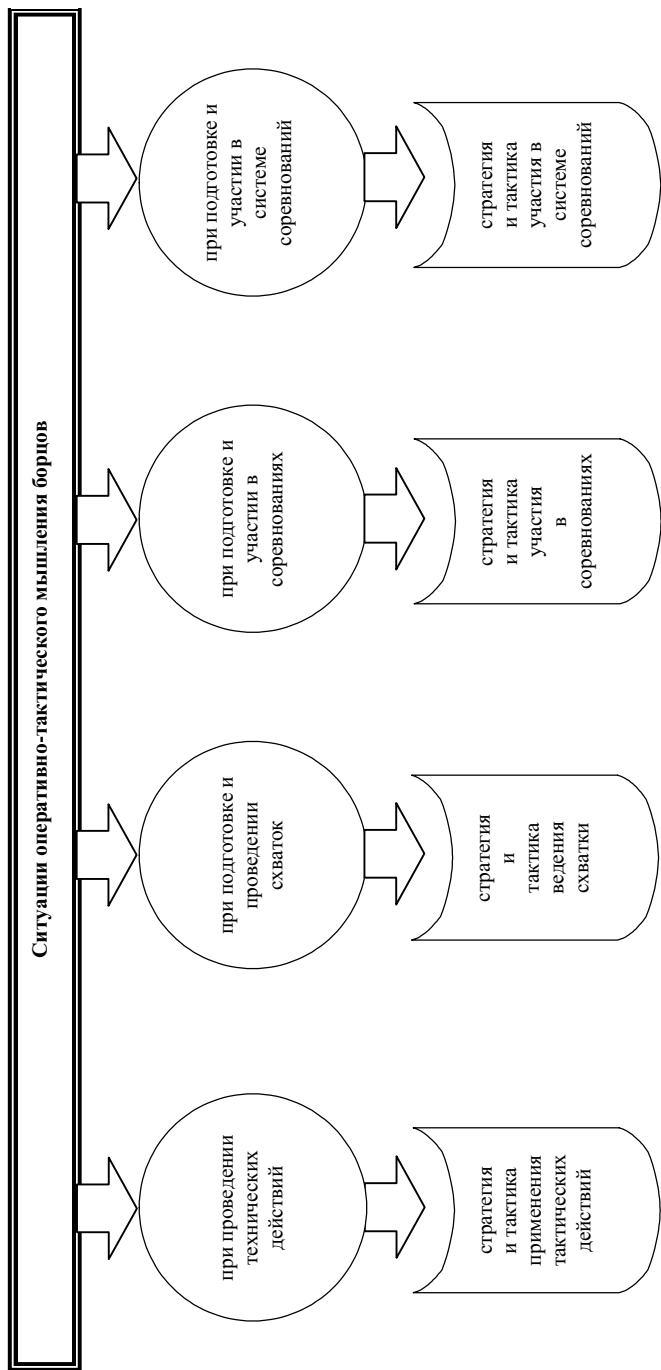 Ситуации оперативно-тактического мышления борцов
при проведении
технических
действий
при подготовке и
проведении
схваток
при подготовке и
участии в
соревнованиях
при подготовке и
участии в
системе
соревнований
стратегия
и тактика
применения
тактических
действий
стратегия
и
тактика
ведения
схватки
стратегия
и тактика
участия
в
соревнованиях
стратегия
и тактика
участия в
системе
соревнований